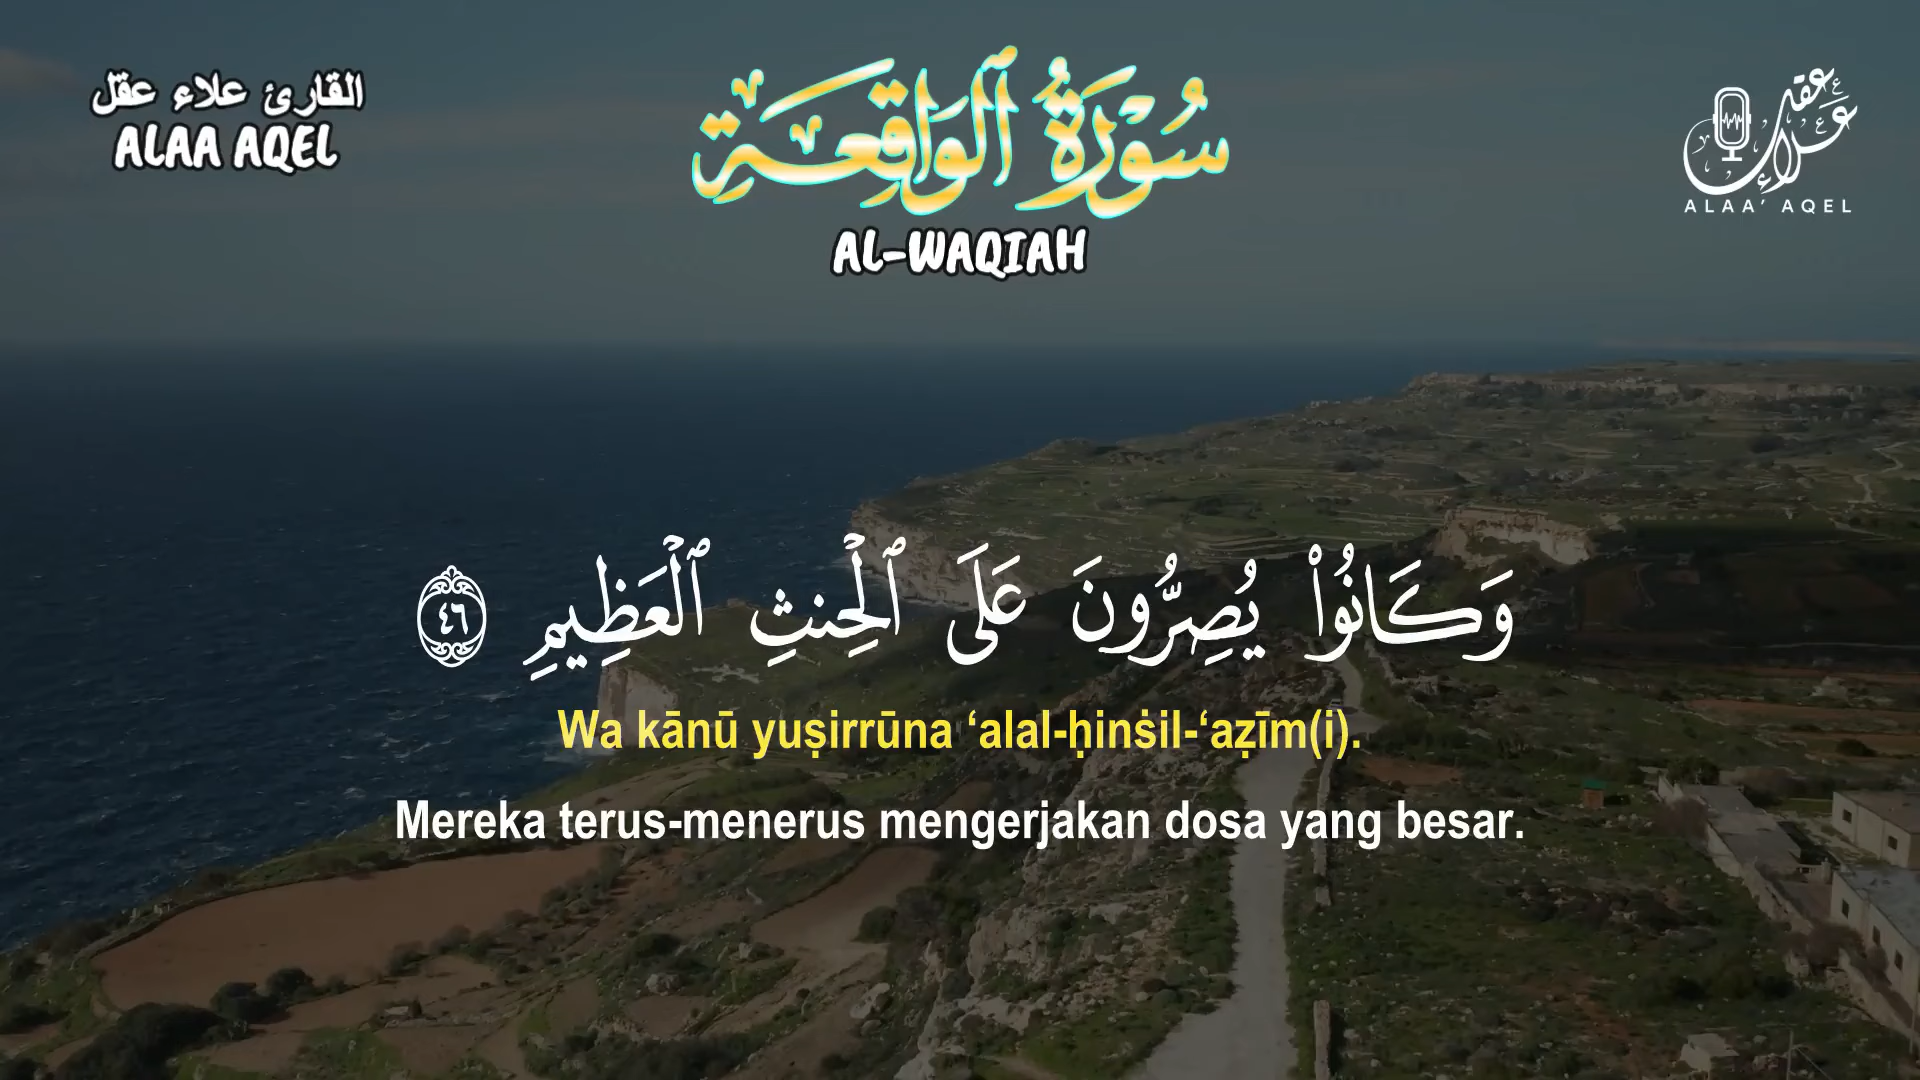 القارئ علاء عقل
ALAA AQEL
سُورَةُ ٱلْوَاقِعَةِ
AL-WAQIAH
علاء عقل
ALAA' AQEL
وَكَانُوا۟ يُصِرُّونَ عَلَى ٱلْحِنثِ ٱلْعَظِيمِ ٤٦
Wa kānū yuṣirrūna ‘alal-ḥinṡil-‘aẓīm(i).
Mereka terus-menerus mengerjakan dosa yang besar.